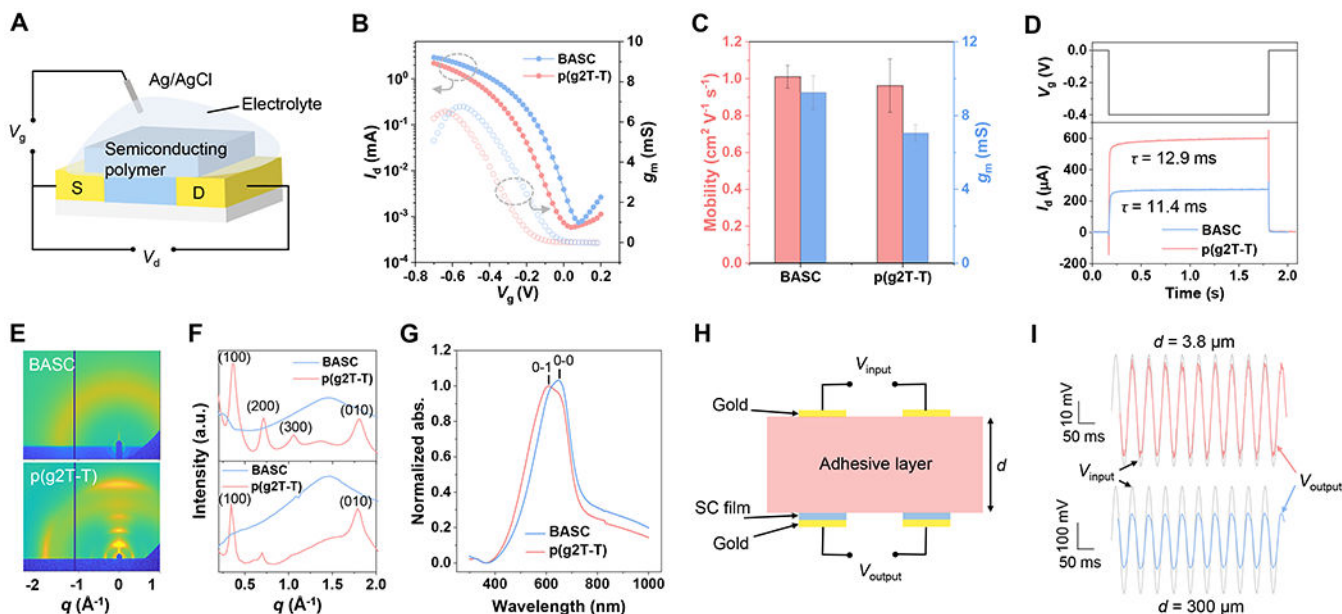 A
Ag/AgCl
Electrolyte
Vg
Semiconducting
polymer
S
D
Vd
B
BASC
p(g2T-T)
10⁰
10⁻¹
10⁻²
10⁻³
10⁻⁴
Id (mA)
10
8
6
4
2
0
gm (mS)
-0.8 -0.6 -0.4 -0.2 0.0 0.2
Vg (V)
C
1.2
1.0
0.8
0.6
0.4
0.2
0.0
Mobility (cm² V⁻¹ s⁻¹)
12
8
4
0
gm (mS)
BASC p(g2T-T)
D
0.0
-0.2
-0.4
Vg (V)
600
400
200
0
-200
Id (µA)
τ = 12.9 ms
τ = 11.4 ms
BASC
p(g2T-T)
0.0 0.5 1.0 1.5 2.0
Time (s)
E
BASC
p(g2T-T)
-2 -1 0 1
q (Å⁻¹)
F
(100)
BASC
p(g2T-T)
(200)
(300)
(010)
BASC
p(g2T-T)
(100)
(010)
Intensity (a.u.)
0.5 1.0 1.5 2.0
q (Å⁻¹)
G
0-1
0-0
1.4
1.2
1.0
0.8
0.6
0.4
0.2
0.0
Normalized abs.
BASC
p(g2T-T)
400 600 800 1000
Wavelength (nm)
H
Vinput
Gold
Adhesive layer
d
SC film
Gold
Voutput
I
d = 3.8 µm
10 mV
50 ms
Vinput
Voutput
100 mV
50 ms
d = 300 µm